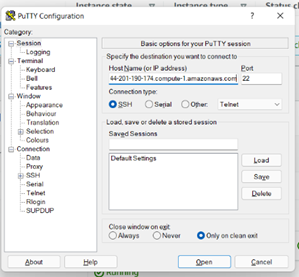 Instance state
Status c
PuTTY Configuration
Category:
Session
Logging
Terminal
Keyboard
Bell
Features
Window
Appearance
Behaviour
Translation
Selection
Colours
Connection
Data
Proxy
SSH
Serial
Telnet
Rlogin
SUPDUP
Basic options for your PuTTY session
Specify the destination you want to connect to
Host Name (or IP address) Port
44-201-190-174.compute-1.amazonaws.com 22
Connection type:
SSH Serial Other: Telnet
Load, save or delete a stored session
Saved Sessions
Default Settings
Load
Save
Delete
Close window on exit:
Always Never Only on clean exit
About Help Open Cancel
Running